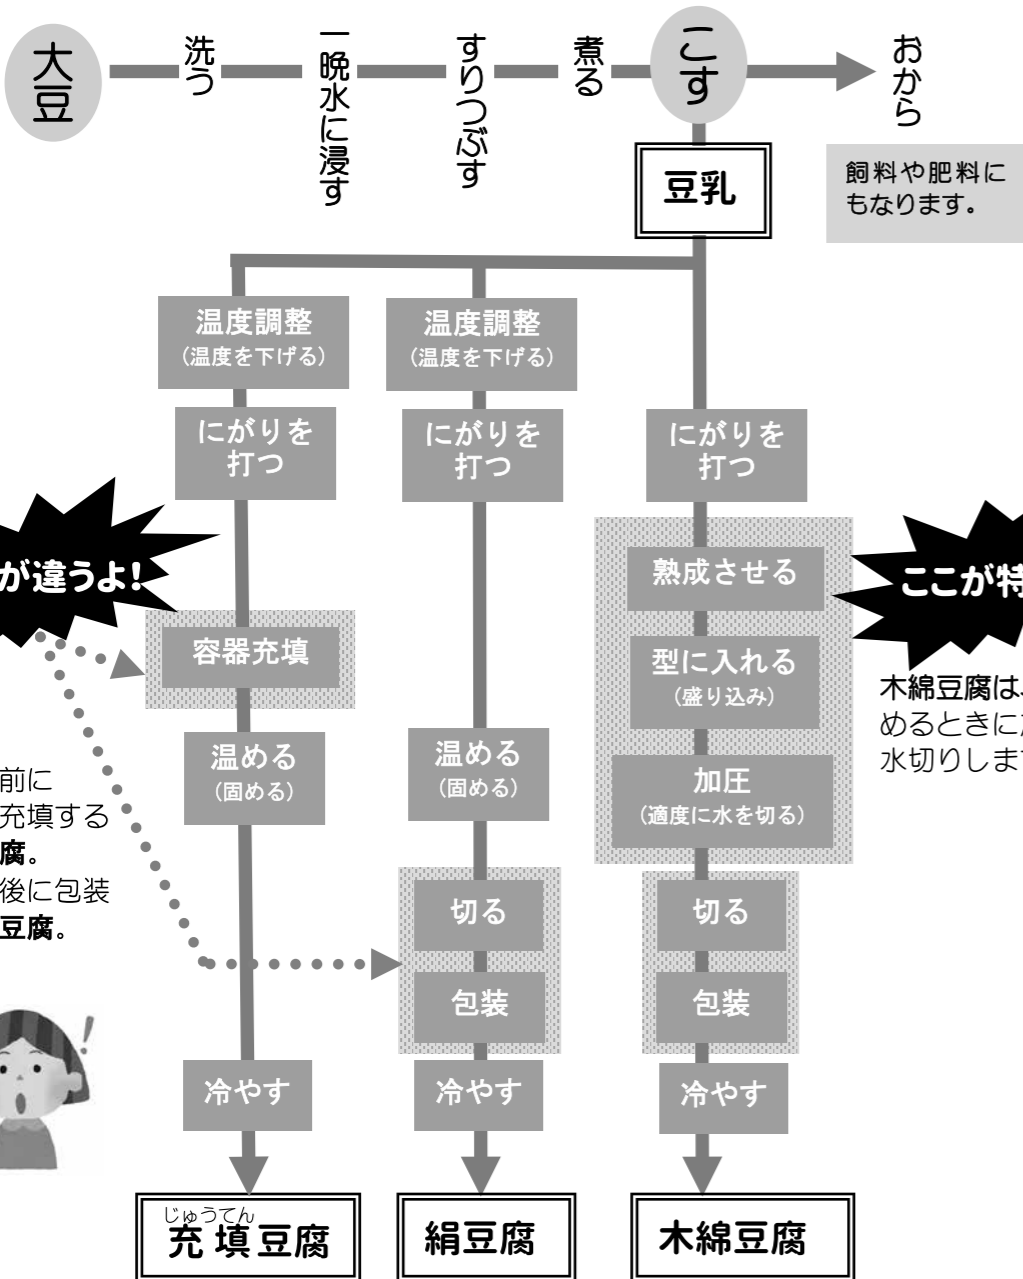 大豆
洗う
一晩水に浸す
すりつぶす
煮る
こす
おから
豆乳
飼料や肥料に
もなります。
温度調整
(温度を下げる)
にがりを
打つ
容器充填
温める
(固める)
冷やす
じゅうてん
充填豆腐
温度調整
(温度を下げる)
にがりを
打つ
温める
(固める)
切る
包装
冷やす
絹豆腐
にがりを
打つ
熟成させる
型に入れる
(盛り込み)
加圧
(適度に水を切る)
切る
包装
冷やす
木綿豆腐
が違うよ!
前に
充填する
腐。
後に包装
豆腐。
ここが特
木綿豆腐は、
めるときに
水切りしま